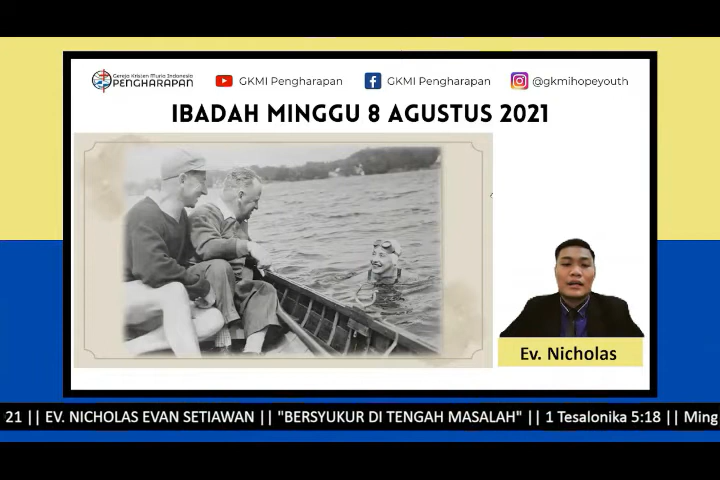 Gereja Kristen Muria Indonesia
PENGHARAPAN
GKMI Pengharapan
GKMI Pengharapan
@gkmihopeyouth
IBADAH MINGGU 8 AGUSTUS 2021
Ev. Nicholas
21 || EV. NICHOLAS EVAN SETIAWAN || "BERSYUKUR DI TENGAH MASALAH" || 1 Tesalonika 5:18 || Ming